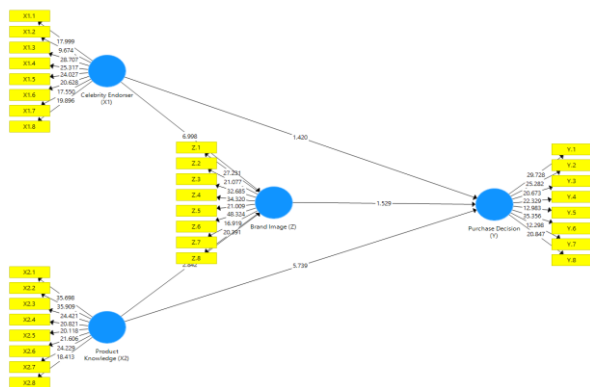 X1.1
X1.2
X1.3
X1.4
X1.5
X1.6
X1.7
X1.8
17.999
9.674
28.707
25.317
24.027
20.628
17.550
19.896
Celebrity Endorser
(X1)
6.998
1.420
Z.1
Z.2
Z.3
Z.4
Z.5
Z.6
Z.7
Z.8
27.231
21.077
32.685
34.320
21.009
48.324
16.919
20.391
Brand Image (Z)
1.529
Y.1
Y.2
Y.3
Y.4
Y.5
Y.6
Y.7
Y.8
29.728
25.282
20.673
22.329
12.983
35.356
12.298
20.847
Purchase Decision
(Y)
2.842
5.739
X2.1
X2.2
X2.3
X2.4
X2.5
X2.6
X2.7
X2.8
35.698
35.909
24.421
20.821
20.118
21.606
24.229
18.413
Product
Knowledge (X2)